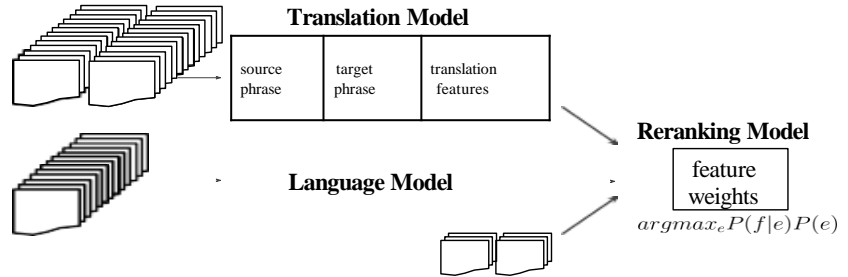 Translation Model
source phrase
target phrase
translation features
Language Model
Reranking Model
feature weights
argmax_e P(f|e)P(e)